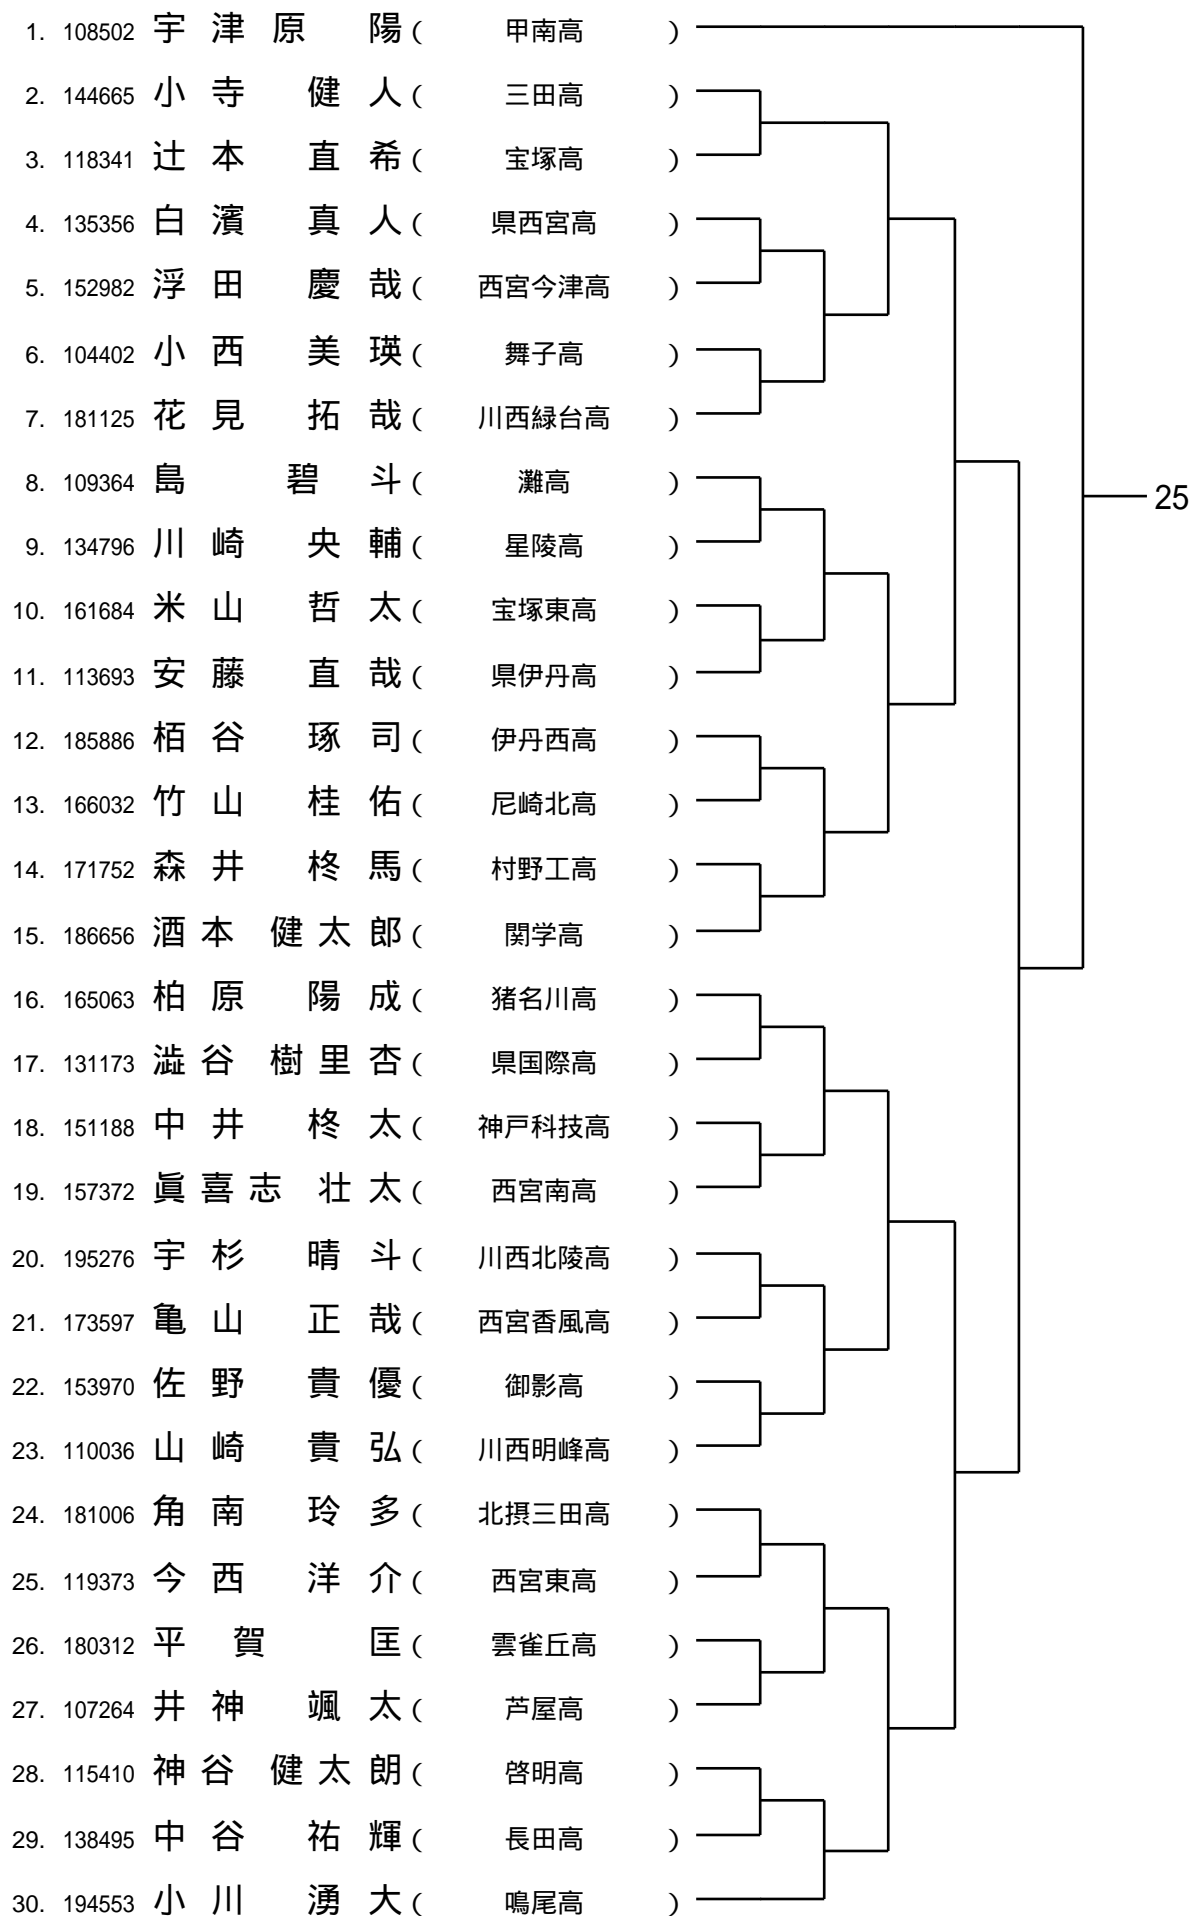 1. 108502 宇津原 陽 ( 甲南高 )
2. 144665 小寺 健人 ( 三田高 )
3. 118341 辻本 直希 ( 宝塚高 )
4. 135356 白濱 真人 ( 県西宮高 )
5. 152982 浮田 慶哉 ( 西宮今津高 )
6. 104402 小西 美瑛 ( 舞子高 )
7. 181125 花見 拓哉 ( 川西緑台高 )
8. 109364 島 碧斗 ( 灘高 )
25
9. 134796 川崎 央輔 ( 星陵高 )
10. 161684 米山 哲太 ( 宝塚東高 )
11. 113693 安藤 直哉 ( 県伊丹高 )
12. 185886 栢谷 琢司 ( 伊丹西高 )
13. 166032 竹山 桂佑 ( 尼崎北高 )
14. 171752 森井 柊馬 ( 村野工高 )
15. 186656 酒本 健太郎 ( 関学高 )
16. 165063 柏原 陽成 ( 猪名川高 )
17. 131173 澁谷 樹里杏 ( 県国際高 )
18. 151188 中井 柊太 ( 神戸科技高 )
19. 157372 眞喜志 壮太 ( 西宮南高 )
20. 195276 宇杉 晴斗 ( 川西北陵高 )
21. 173597 亀山 正哉 ( 西宮香風高 )
22. 153970 佐野 貴優 ( 御影高 )
23. 110036 山崎 貴弘 ( 川西明峰高 )
24. 181006 角南 玲多 ( 北摂三田高 )
25. 119373 今西 洋介 ( 西宮東高 )
26. 180312 平賀 匡 ( 雲雀丘高 )
27. 107264 井神 颯太 ( 芦屋高 )
28. 115410 神谷 健太朗 ( 啓明高 )
29. 138495 中谷 祐輝 ( 長田高 )
30. 194553 小川 湧大 ( 鳴尾高 )